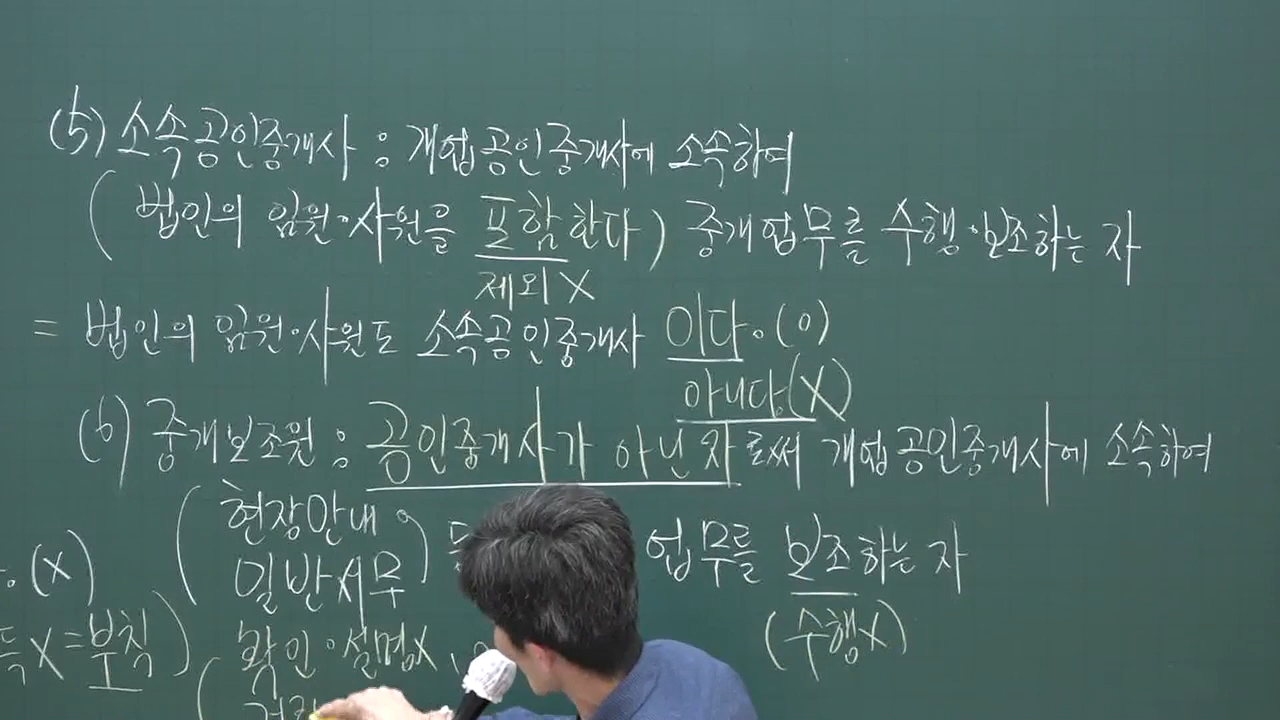 (5) 소속공인중개사 : 개업공인중개사에 소속하여
( 법인의 임원·사원을 포함한다 ) 중개업무를 수행·보조하는 자
제외 X
= 법인의 임원·사원도 소속공인중개사 이다. (O)
아니다.(X)
(6) 중개보조원 : 공인중개사가 아닌 자로써 개업공인중개사에 소속하여
( 현장안내,
일반서무 ) 업무를 보조하는 자
(수행X)
. (X)
X = 부칙 )
( 확인·설명X